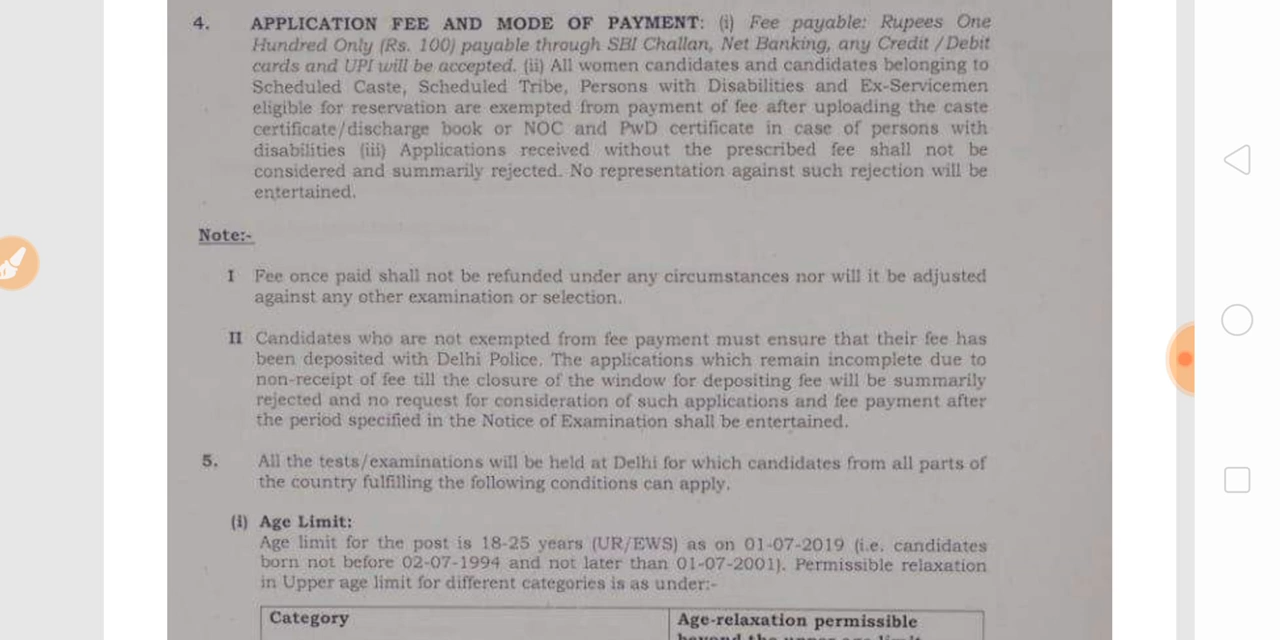 4. APPLICATION FEE AND MODE OF PAYMENT: (i) Fee payable: Rupees One
Hundred Only (Rs. 100) payable through SBI Challan, Net Banking, any Credit / Debit
cards and UPI will be accepted. (ii) All women candidates and candidates belonging to
Scheduled Caste, Scheduled Tribe, Persons with Disabilities and Ex-Servicemen
eligible for reservation are exempted from payment of fee after uploading the caste
certificate/discharge book or NOC and PwD certificate in case of persons with
disabilities (iii) Applications received without the prescribed fee shall not be
considered and summarily rejected. No representation against such rejection will be
entertained.
Note:-
I Fee once paid shall not be refunded under any circumstances nor will it be adjusted
against any other examination or selection.
II Candidates who are not exempted from fee payment must ensure that their fee has
been deposited with Delhi Police. The applications which remain incomplete due to
non-receipt of fee till the closure of the window for depositing fee will be summarily
rejected and no request for consideration of such applications and fee payment after
the period specified in the Notice of Examination shall be entertained.
5. All the tests/examinations will be held at Delhi for which candidates from all parts of
the country fulfilling the following conditions can apply.
(i) Age Limit:
Age limit for the post is 18-25 years (UR/EWS) as on 01-07-2019 (i.e. candidates
born not before 02-07-1994 and not later than 01-07-2001). Permissible relaxation
in Upper age limit for different categories is as under:-
Category
Age-relaxation permissible